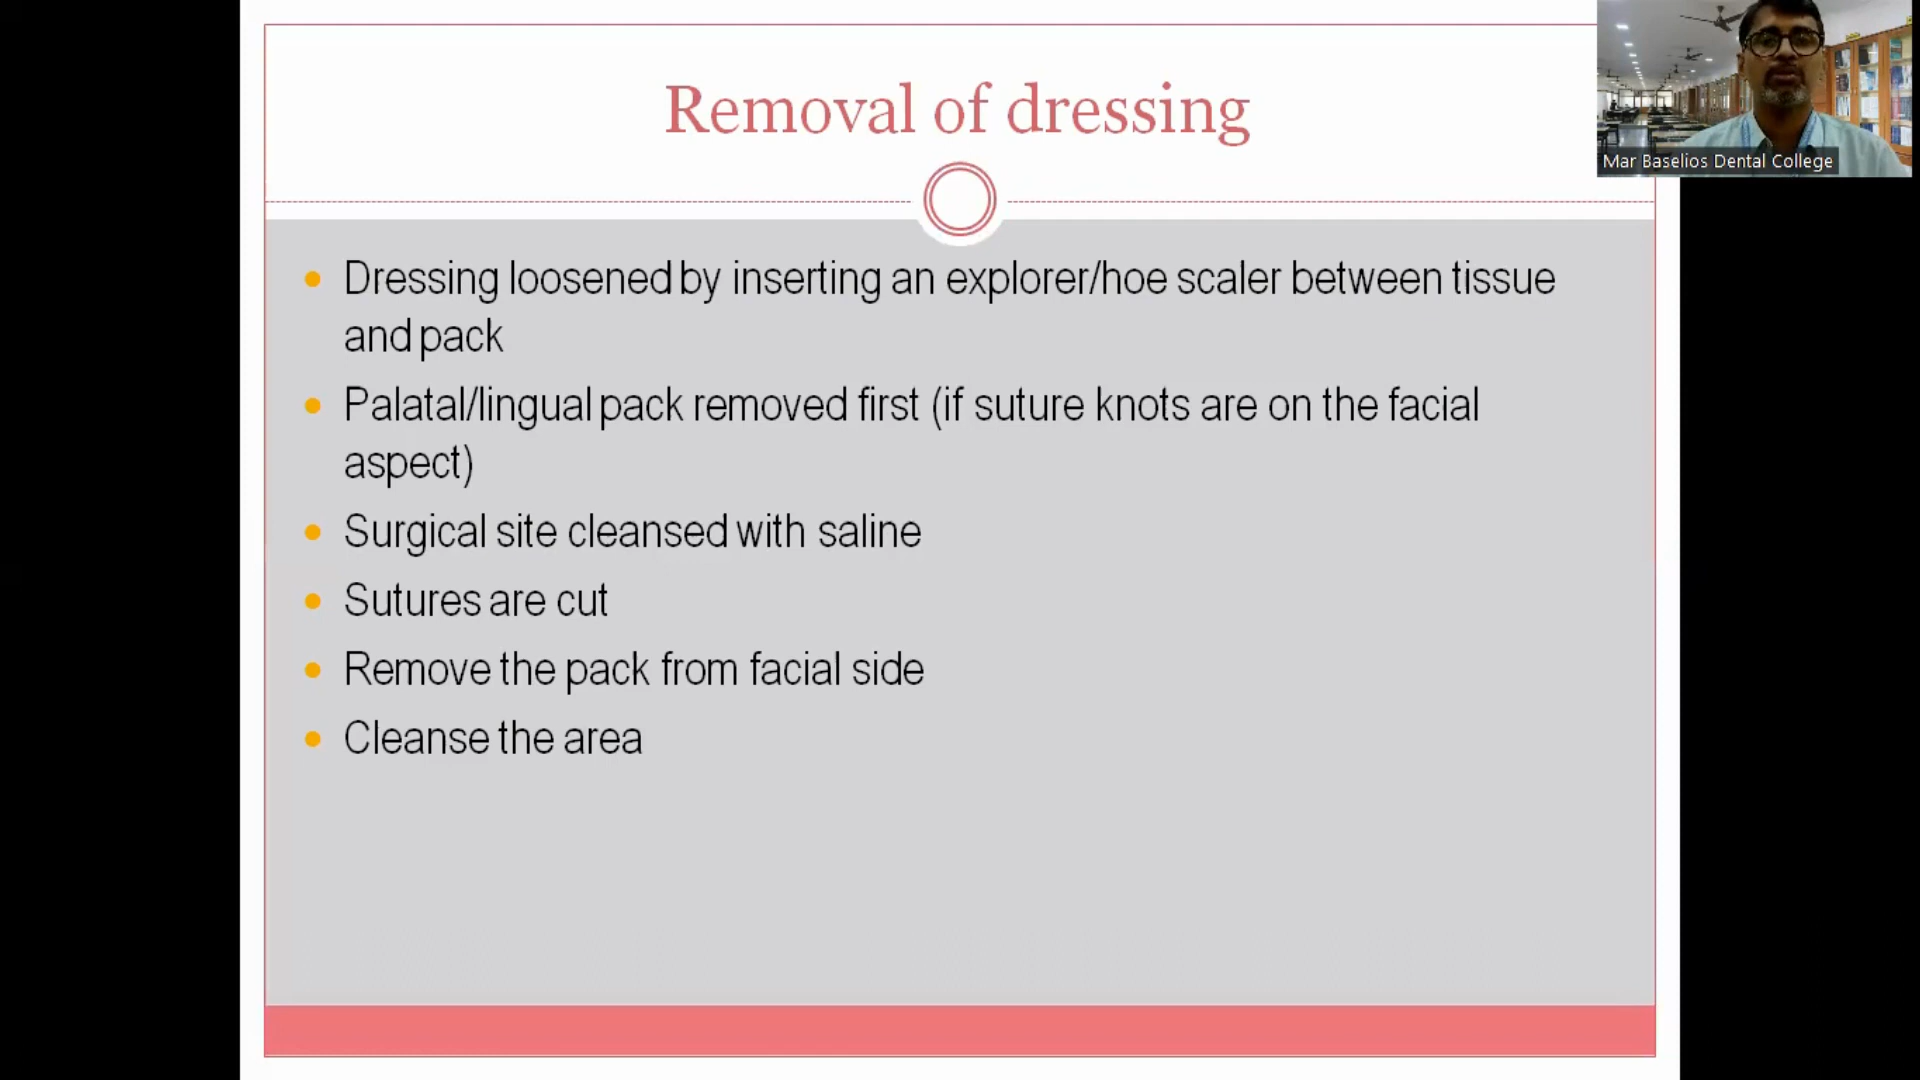 Removal of dressing
Mar Baselios Dental College
Dressing loosened by inserting an explorer/hoe scaler between tissue
and pack
Palatal/lingual pack removed first (if suture knots are on the facial
aspect)
Surgical site cleansed with saline
Sutures are cut
Remove the pack from facial side
Cleanse the area